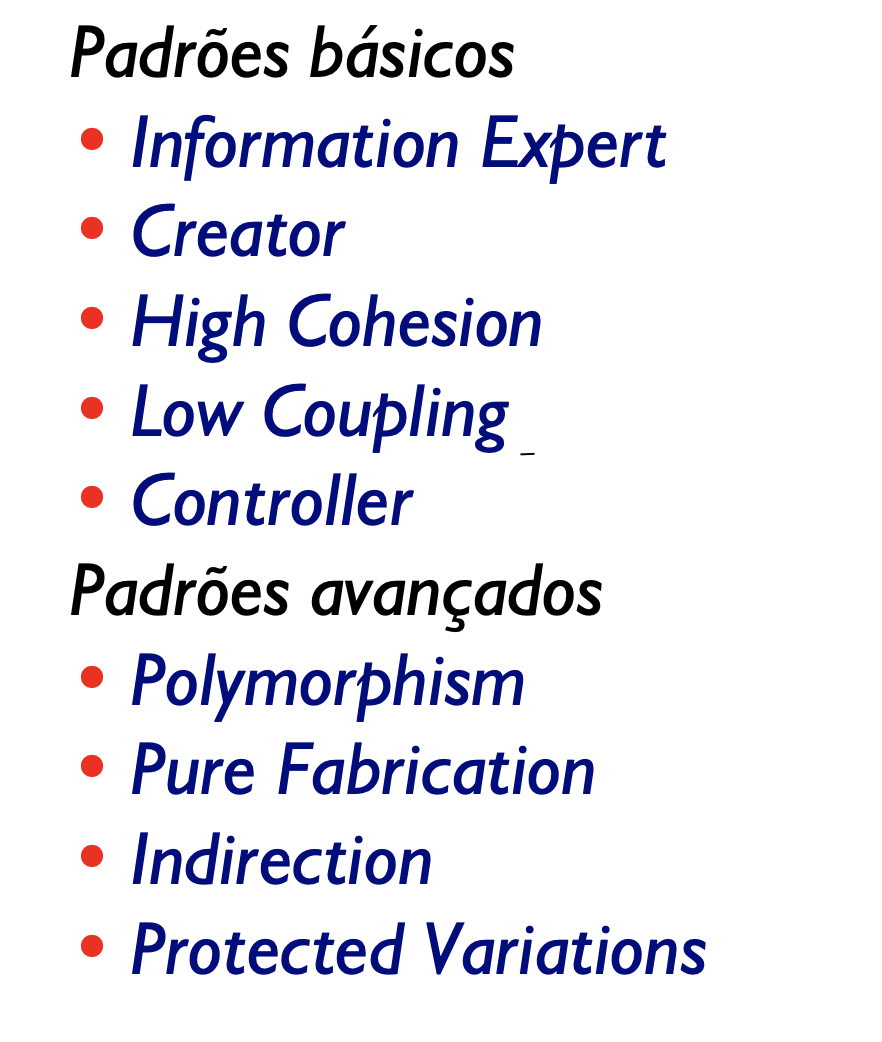 Padrões básicos
• Information Expert
• Creator
• High Cohesion
• Low Coupling _
• Controller
Padrões avançados
• Polymorphism
• Pure Fabrication
• Indirection
• Protected Variations